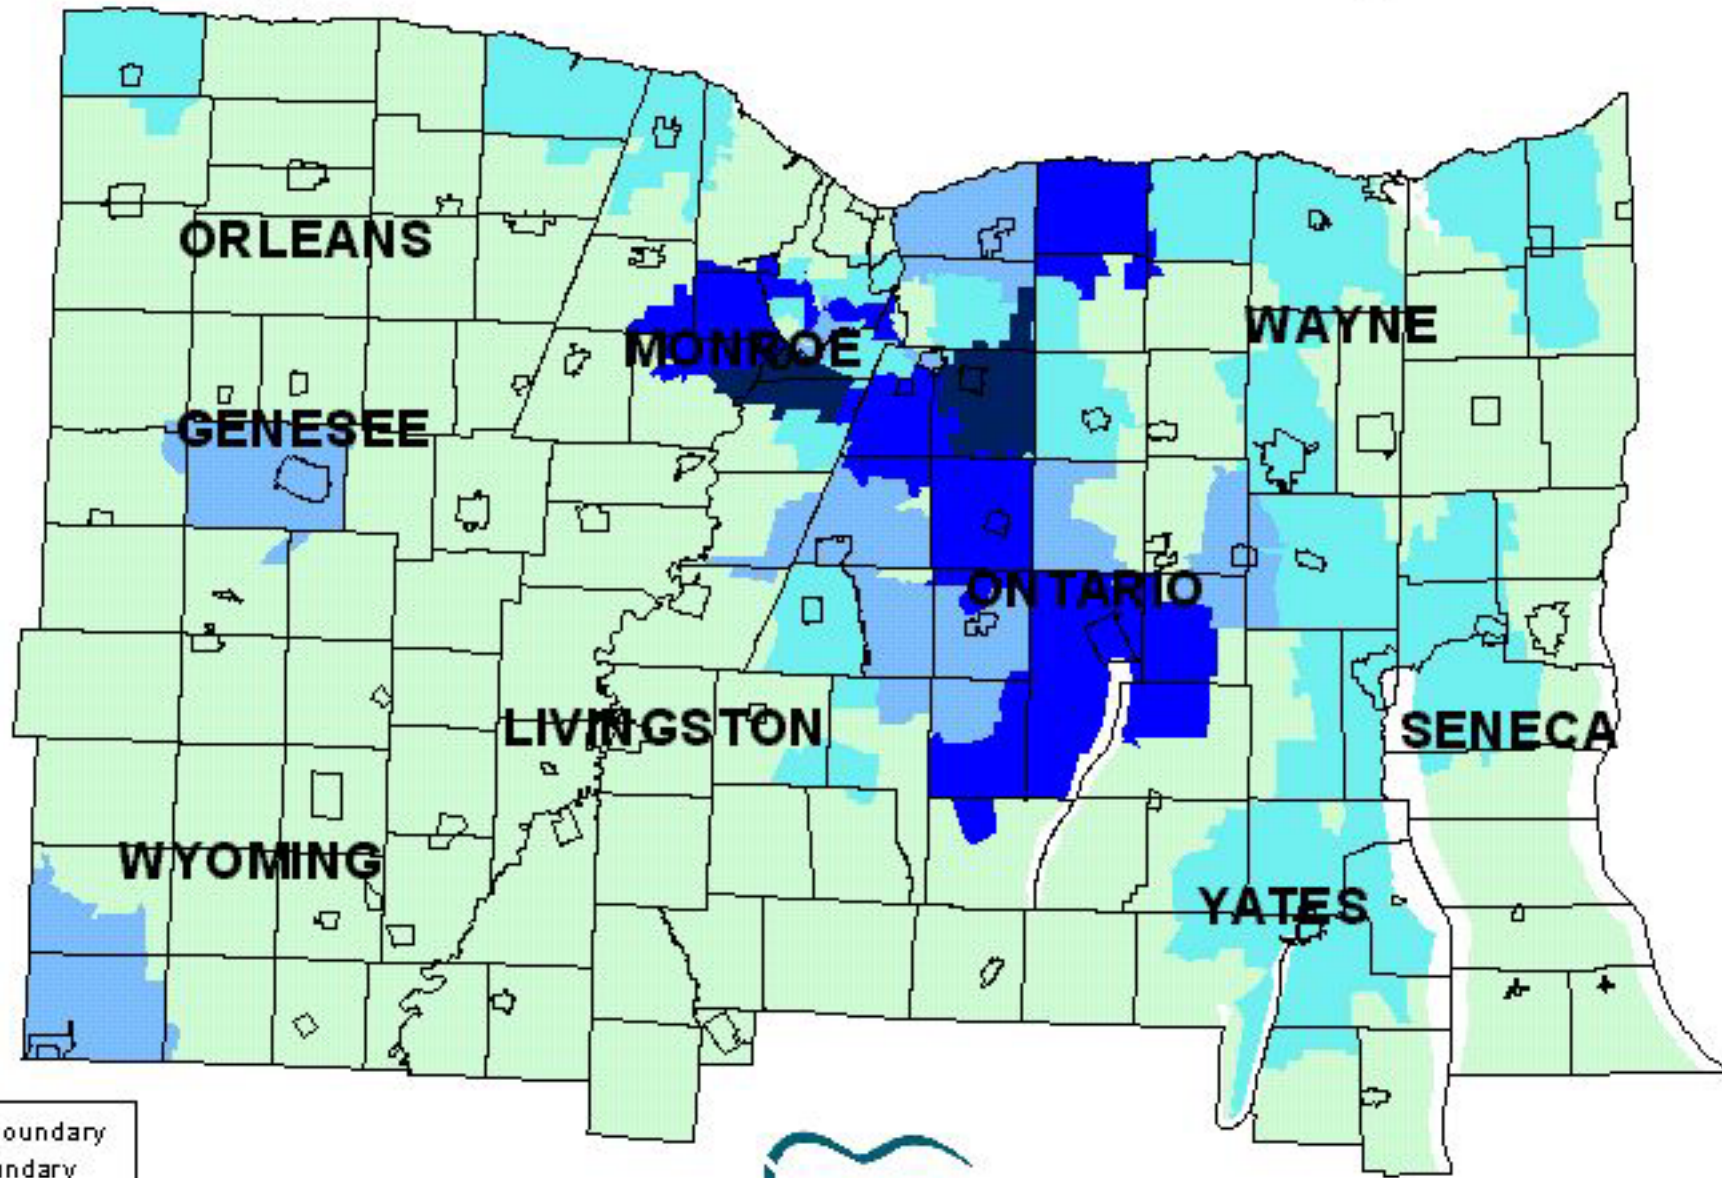 ORLEANS
WAYNE
MONROE
GENESEE
ONTARIO
LIVINGSTON
SENECA
WYOMING
YATES
oundary
ndary